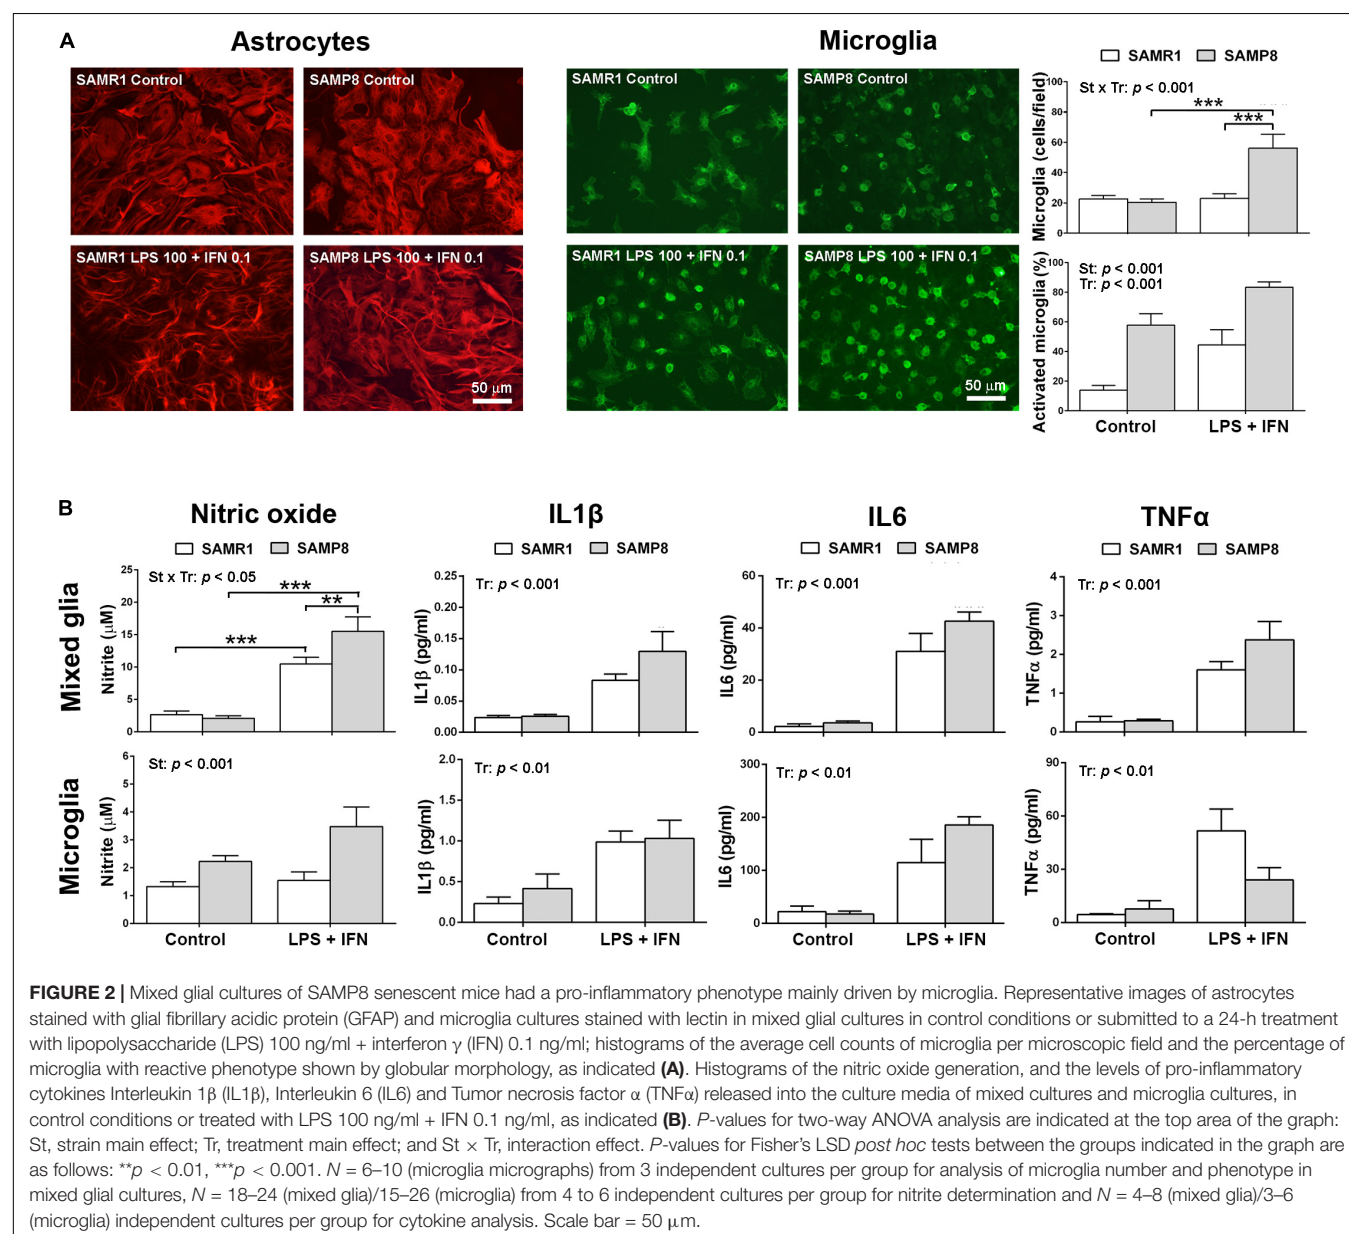 A
Astrocytes
Microglia
SAMR1 SAMP8
SAMR1 Control
SAMP8 Control
SAMR1 LPS 100 + IFN 0.1
SAMP8 LPS 100 + IFN 0.1
50 μm
SAMR1 Control
SAMP8 Control
SAMR1 LPS 100 + IFN 0.1
SAMP8 LPS 100 + IFN 0.1
50 μm
Microglia (cells/field)
100
80
60
40
20
0
St x Tr: p < 0.001
***
***
Activated microglia (%)
100
80
60
40
20
0
St: p < 0.001
Tr: p < 0.001
Control LPS + IFN
B
Nitric oxide
IL1β
IL6
TNFα
SAMR1 SAMP8
SAMR1 SAMP8
SAMR1 SAMP8
SAMR1 SAMP8
Mixed glia
Nitrite (μM)
25
20
15
10
5
0
St x Tr: p < 0.05
***
**
***
IL1β (pg/ml)
0.25
0.20
0.15
0.10
0.05
0.00
Tr: p < 0.001
IL6 (pg/ml)
60
40
20
0
Tr: p < 0.001
TNFα (pg/ml)
4
3
2
1
0
Tr: p < 0.001
Microglia
Nitrite (μM)
6
5
4
3
2
1
0
St: p < 0.001
Control LPS + IFN
IL1β (pg/ml)
2.0
1.5
1.0
0.5
0.0
Tr: p < 0.01
Control LPS + IFN
IL6 (pg/ml)
300
200
100
0
Tr: p < 0.01
Control LPS + IFN
TNFα (pg/ml)
90
60
30
0
Tr: p < 0.01
Control LPS + IFN
FIGURE 2 | Mixed glial cultures of SAMP8 senescent mice had a pro-inflammatory phenotype mainly driven by microglia. Representative images of astrocytes
stained with glial fibrillary acidic protein (GFAP) and microglia cultures stained with lectin in mixed glial cultures in control conditions or submitted to a 24-h treatment
with lipopolysaccharide (LPS) 100 ng/ml + interferon γ (IFN) 0.1 ng/ml; histograms of the average cell counts of microglia per microscopic field and the percentage of
microglia with reactive phenotype shown by globular morphology, as indicated (A). Histograms of the nitric oxide generation, and the levels of pro-inflammatory
cytokines Interleukin 1β (IL1β), Interleukin 6 (IL6) and Tumor necrosis factor α (TNFα) released into the culture media of mixed cultures and microglia cultures, in
control conditions or treated with LPS 100 ng/ml + IFN 0.1 ng/ml, as indicated (B). P-values for two-way ANOVA analysis are indicated at the top area of the graph:
St, strain main effect; Tr, treatment main effect; and St × Tr, interaction effect. P-values for Fisher's LSD post hoc tests between the groups indicated in the graph are
as follows: **p < 0.01, ***p < 0.001. N = 6–10 (microglia micrographs) from 3 independent cultures per group for analysis of microglia number and phenotype in
mixed glial cultures, N = 18–24 (mixed glia)/15–26 (microglia) from 4 to 6 independent cultures per group for nitrite determination and N = 4–8 (mixed glia)/3–6
(microglia) independent cultures per group for cytokine analysis. Scale bar = 50 μm.